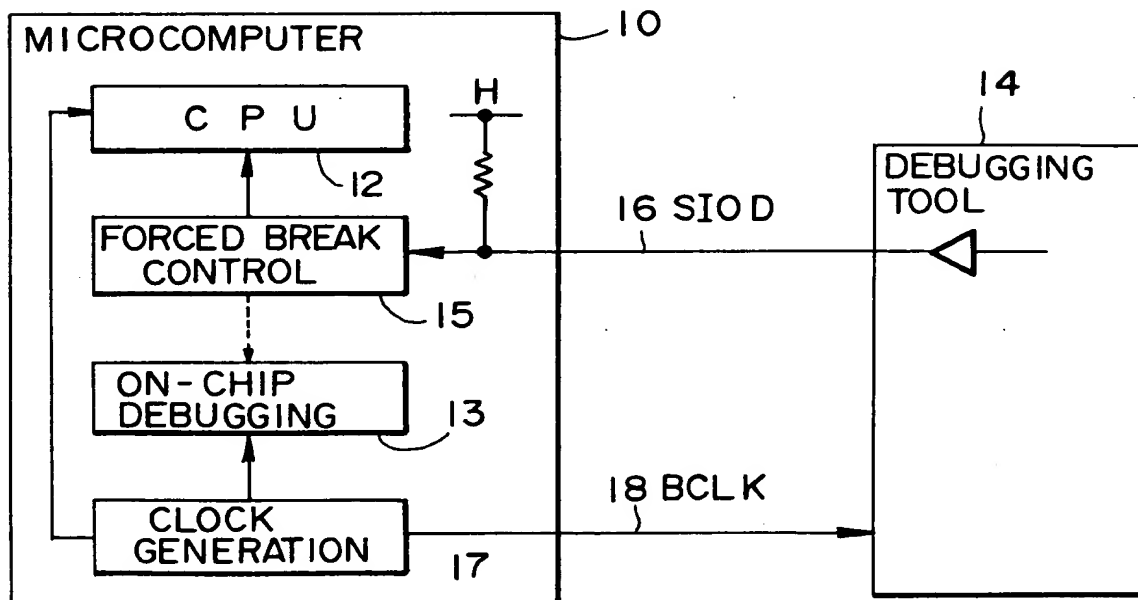 MICROCOMPUTER
10
H
C P U
12
14
DEBUGGING
TOOL
16 SIOD
FORCED BREAK
CONTROL
15
ON-CHIP
DEBUGGING
13
18 BCLK
CLOCK
GENERATION
17